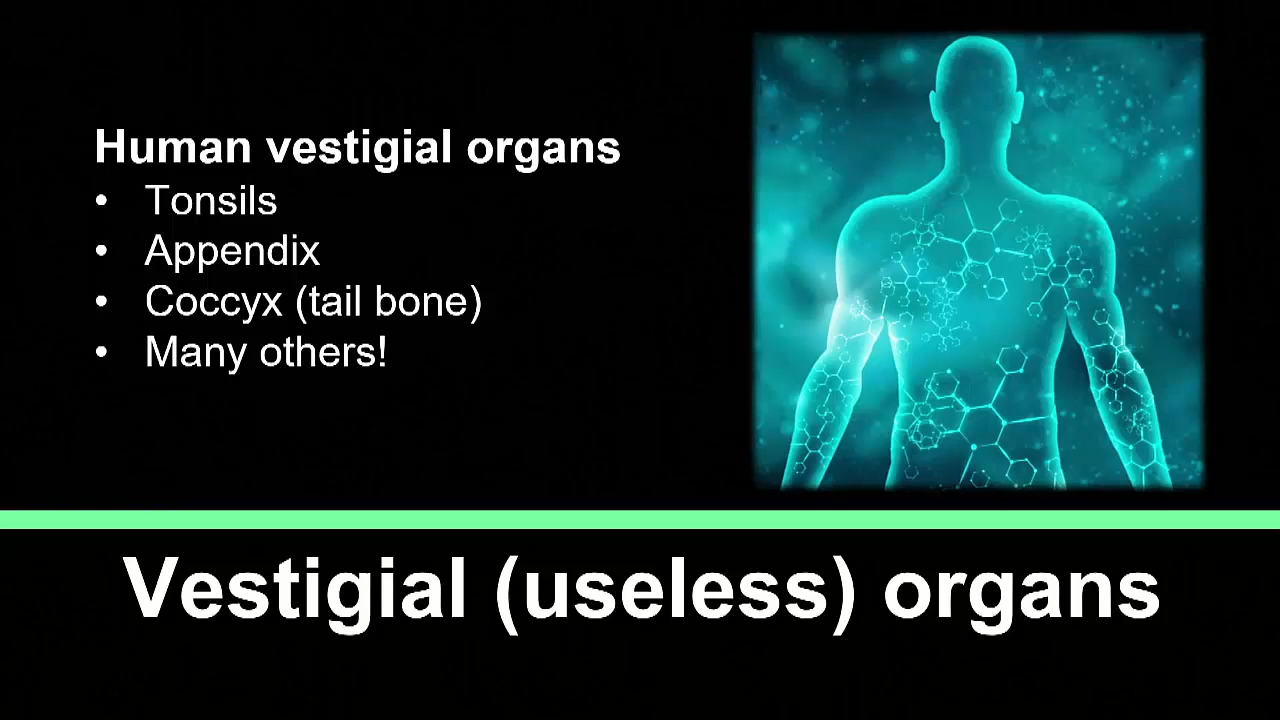 Human vestigial organs
• Tonsils
• Appendix
• Coccyx (tail bone)
• Many others!
Vestigial (useless) organs